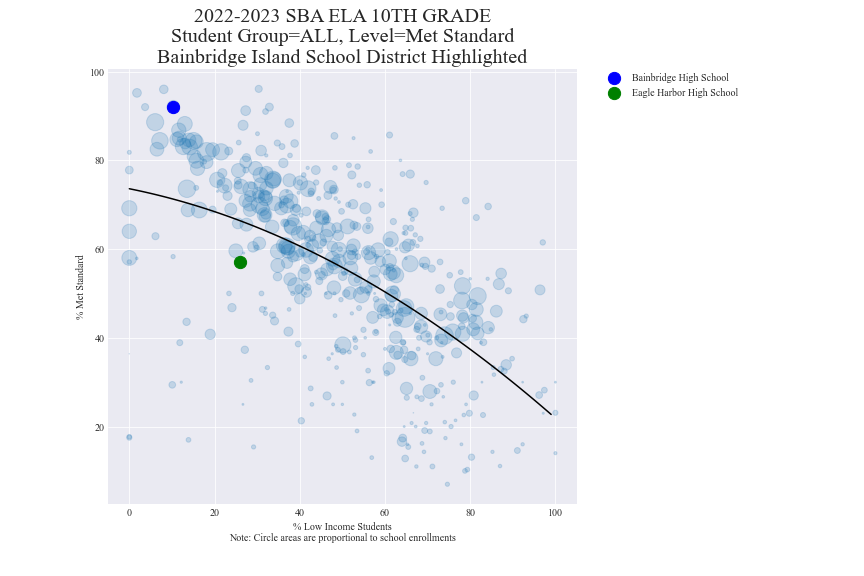 2022-2023 SBA ELA 10TH GRADE
Student Group=ALL, Level=Met Standard
Bainbridge Island School District Highlighted
Bainbridge High School
Eagle Harbor High School
100
80
60
40
20
% Met Standard
0
20
40
60
80
100
% Low Income Students
Note: Circle areas are proportional to school enrollments